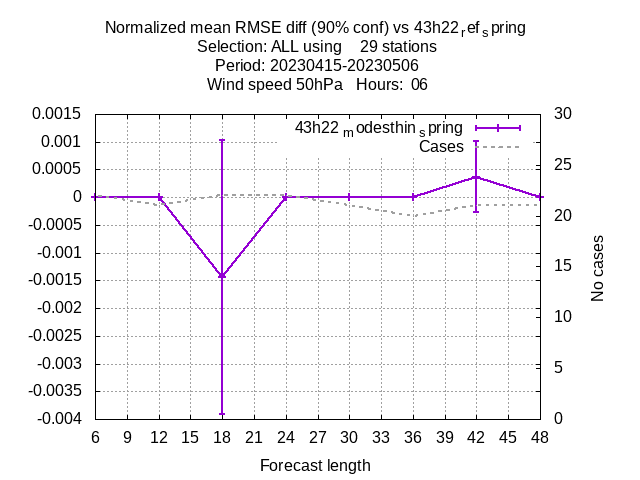 Normalized mean RMSE diff (90% conf) vs 43h22refspring
Selection: ALL using 29 stations
Period: 20230415-20230506
Wind speed 50hPa Hours: 06
43h22modesthinspring
Cases
0.0015
0.001
0.0005
0
-0.0005
-0.001
-0.0015
-0.002
-0.0025
-0.003
-0.0035
-0.004
30
25
20
15
10
5
0
No cases
6 9 12 15 18 21 24 27 30 33 36 39 42 45 48
Forecast length